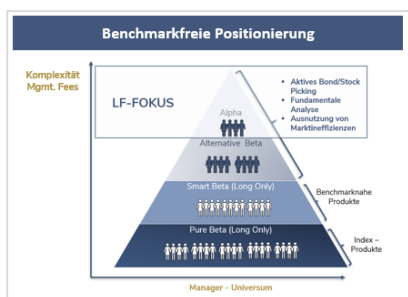 Benchmarkfreie Positionierung
Komplexität
Mgmt. Fees
LF-FOKUS
Alpha
• Aktives Bond/Stock
Picking
• Fundamentale
Analyse
• Ausnutzung von
Marktineffizienzen
Alternative Beta
Smart Beta (Long Only)
Benchmarknahe
Produkte
Pure Beta (Long Only)
Index –
Produkte
Manager - Universum